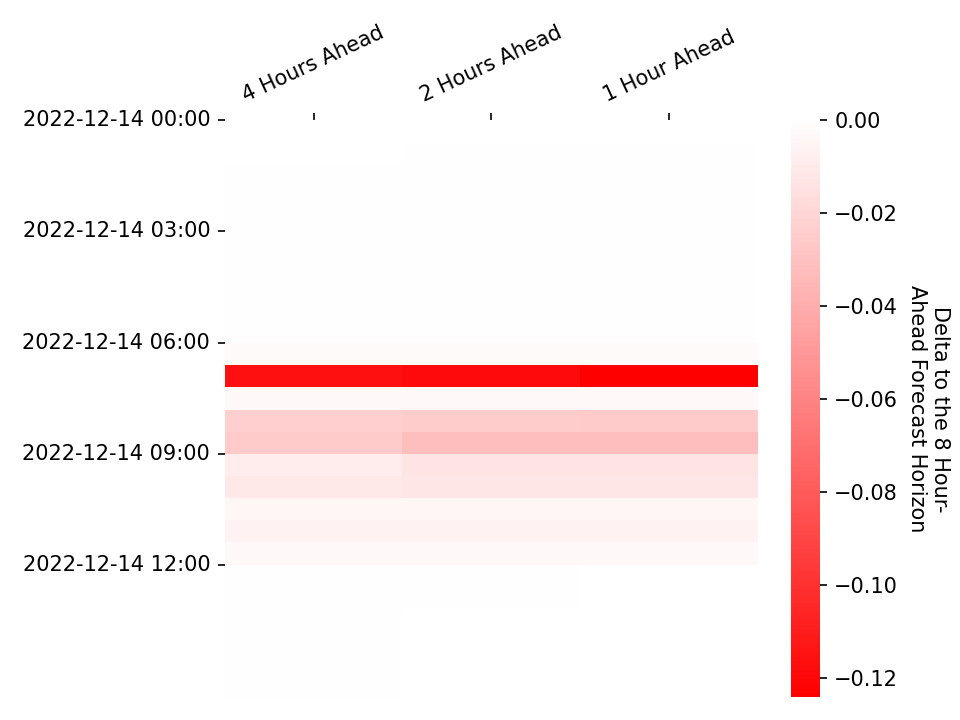 4 Hours Ahead
2 Hours Ahead
1 Hour Ahead
2022-12-14 00:00
2022-12-14 03:00
2022-12-14 06:00
2022-12-14 09:00
2022-12-14 12:00
0.00
−0.02
−0.04
−0.06
−0.08
−0.10
−0.12
Delta to the 8 Hour-
Ahead Forecast Horizon